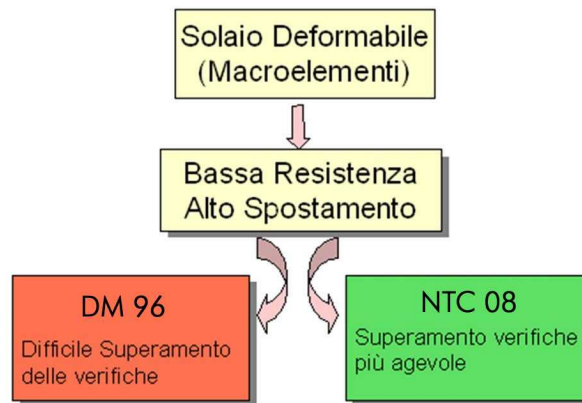 Solaio Deformabile
(Macroelementi)
Bassa Resistenza
Alto Spostamento
DM 96
Difficile Superamento
delle verifiche
NTC 08
Superamento verifiche
più agevole